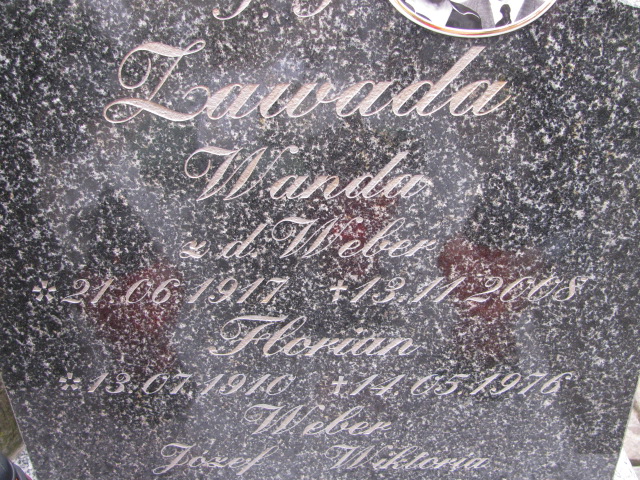 Zawada
Wanda
z d. Weber
* 21.06.1917 +13.11.2008
Florian
* 13.07.1910 +14.05.1976
Weber
Józef Wiktoria